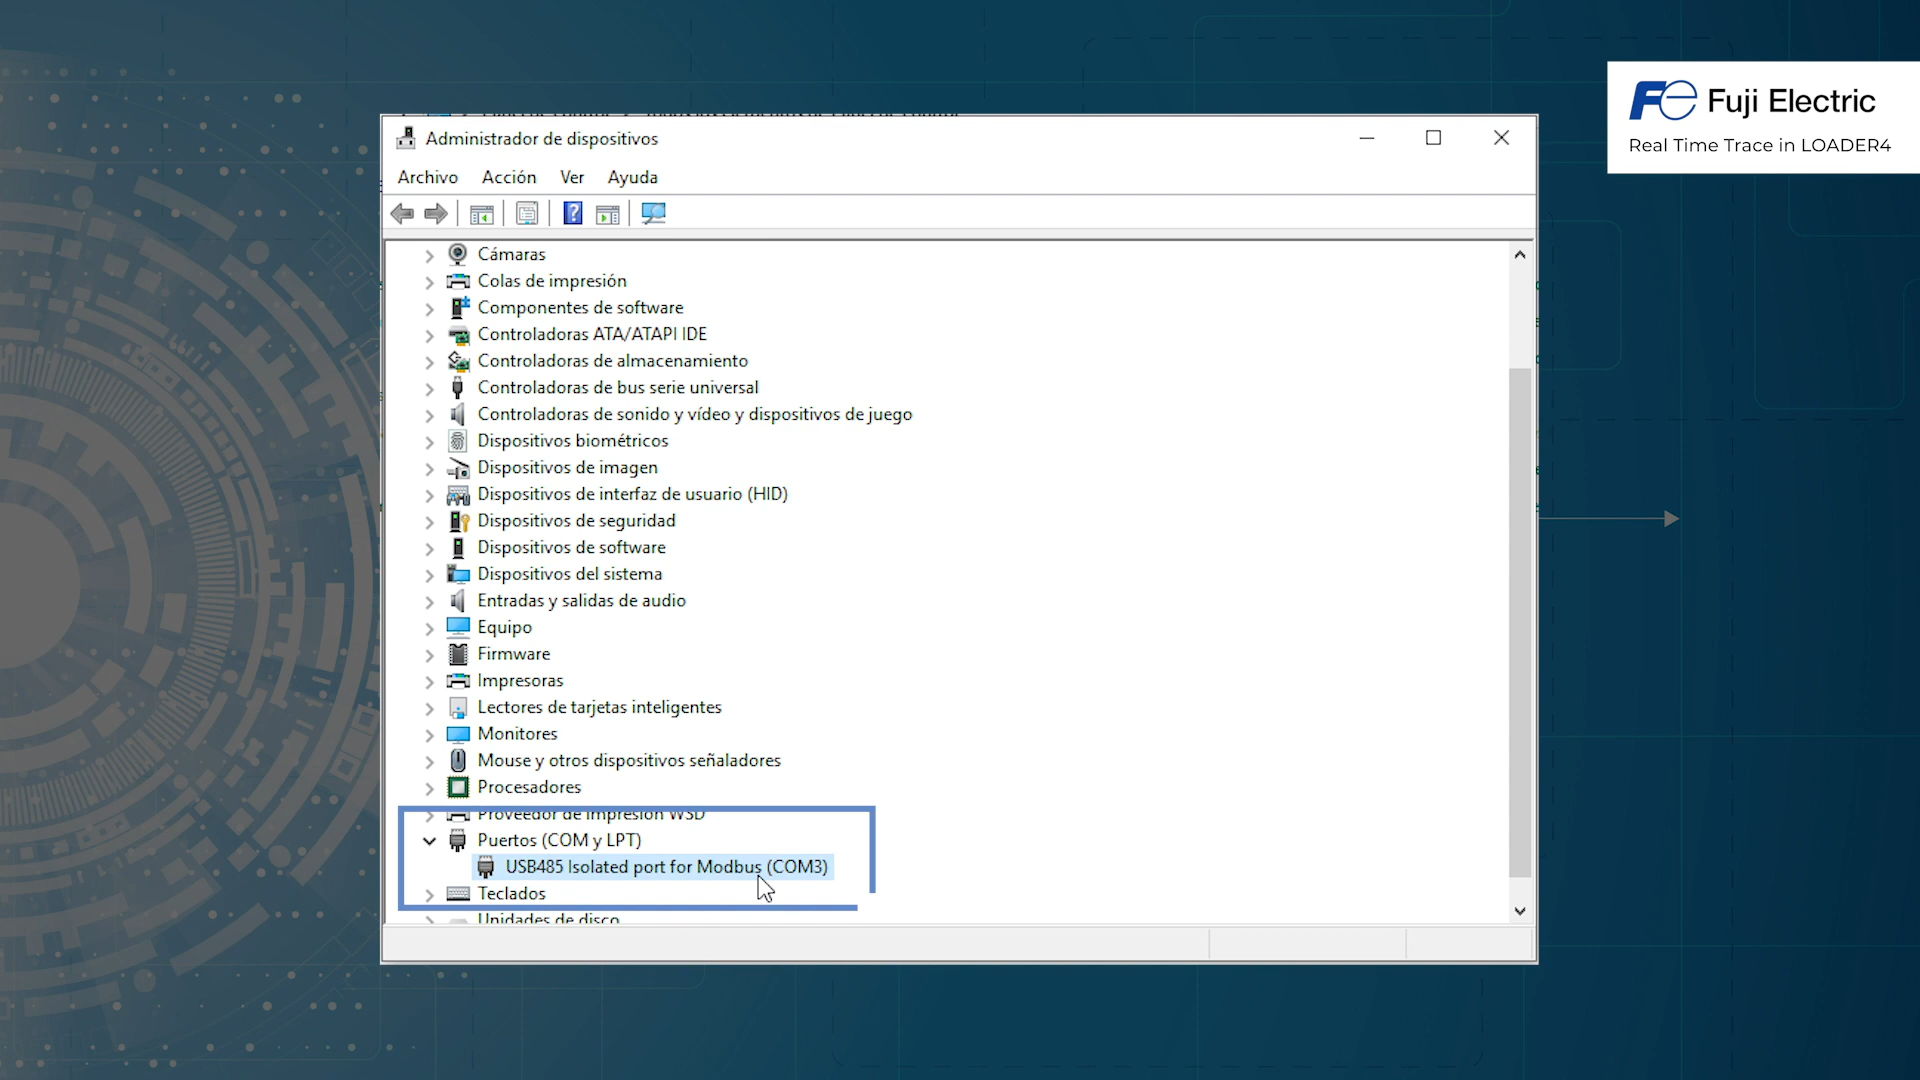 Fuji Electric
Real Time Trace in LOADER4
Administrador de dispositivos
Archivo Acción Ver Ayuda
Cámaras
Colas de impresión
Componentes de software
Controladoras ATA/ATAPI IDE
Controladoras de almacenamiento
Controladoras de bus serie universal
Controladoras de sonido y vídeo y dispositivos de juego
Dispositivos biométricos
Dispositivos de imagen
Dispositivos de interfaz de usuario (HID)
Dispositivos de seguridad
Dispositivos de software
Dispositivos del sistema
Entradas y salidas de audio
Equipo
Firmware
Impresoras
Lectores de tarjetas inteligentes
Monitores
Mouse y otros dispositivos señaladores
Procesadores
Proveedor de impresión WSD
Puertos (COM y LPT)
USB485 Isolated port for Modbus (COM3)
Teclados
Unidades de disco